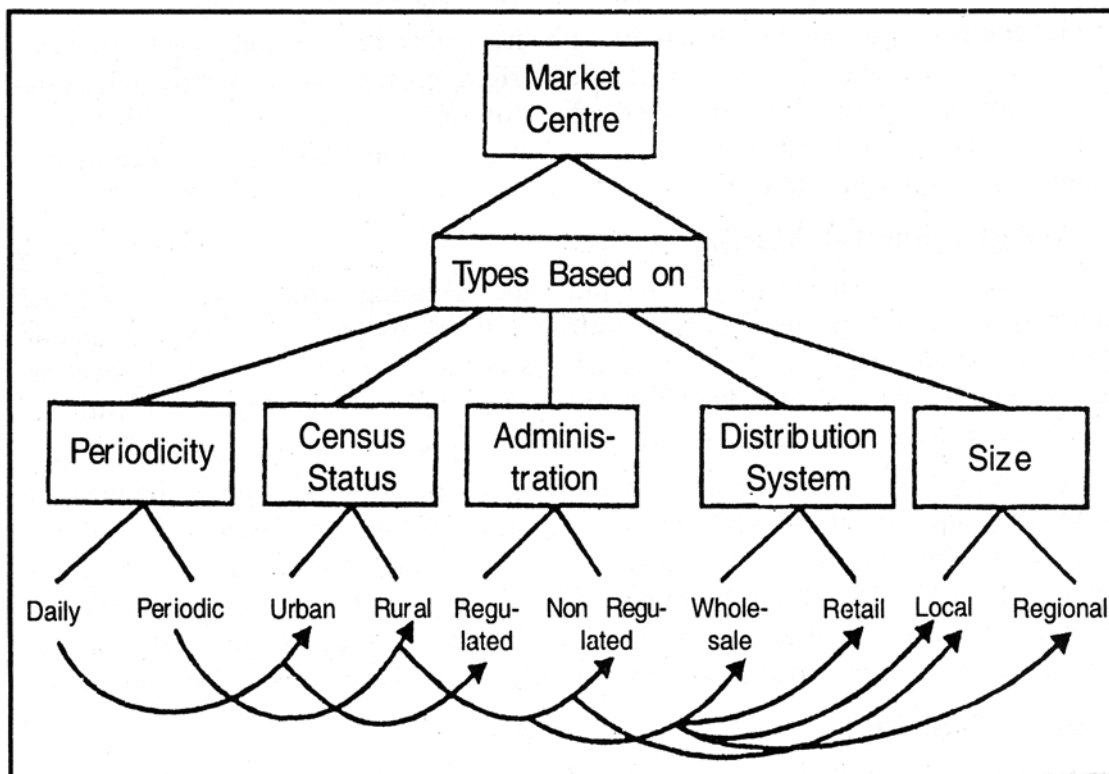 Market
Centre
Types Based on
Periodicity
Census
Status
Adminis-
tration
Distribution
System
Size
Daily
Periodic
Urban
Rural
Regu-
lated
Non Regu-
lated
Whole-
sale
Retail
Local
Regional